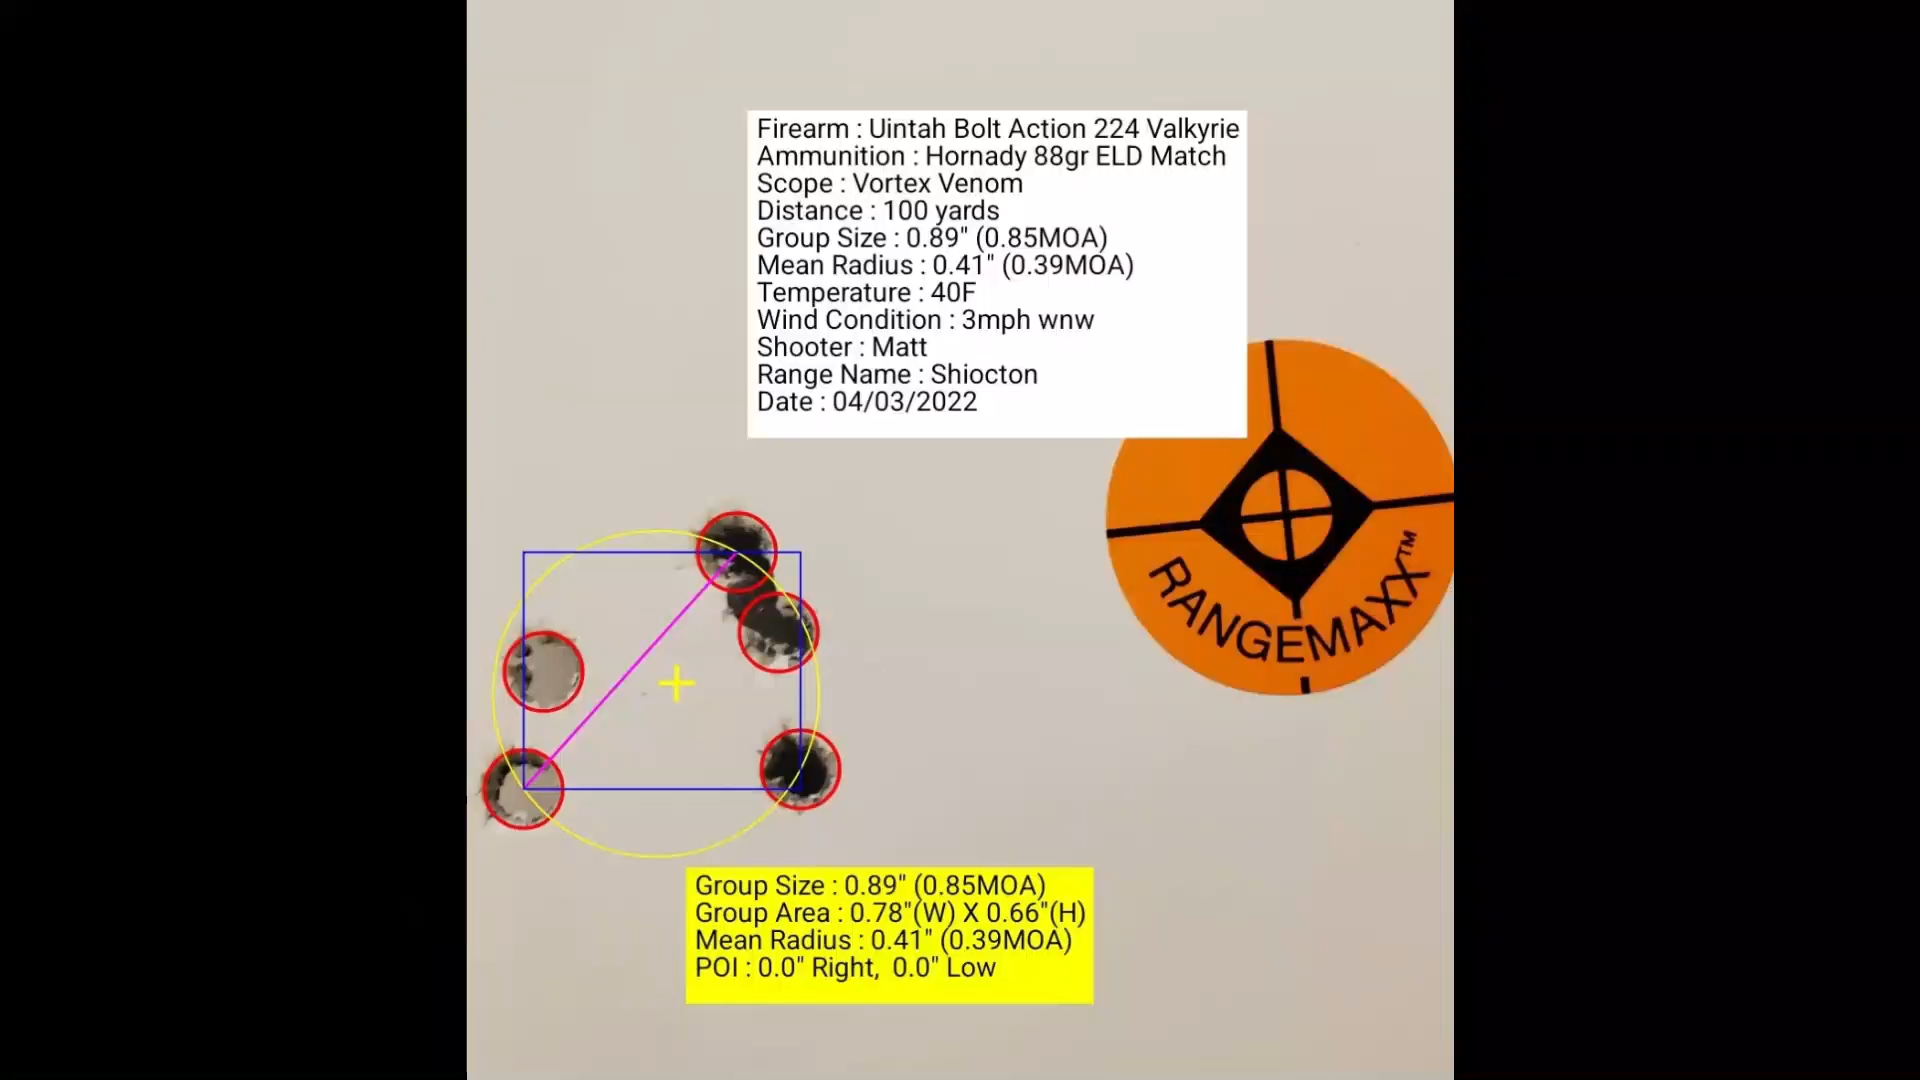 Firearm : Uintah Bolt Action 224 Valkyrie
Ammunition : Hornady 88gr ELD Match
Scope : Vortex Venom
Distance : 100 yards
Group Size : 0.89" (0.85MOA)
Mean Radius : 0.41" (0.39MOA)
Temperature : 40F
Wind Condition : 3mph wnw
Shooter : Matt
Range Name : Shiocton
Date : 04/03/2022
RANGEMAXX™
Group Size : 0.89" (0.85MOA)
Group Area : 0.78"(W) X 0.66"(H)
Mean Radius : 0.41" (0.39MOA)
POI : 0.0" Right,  0.0" Low